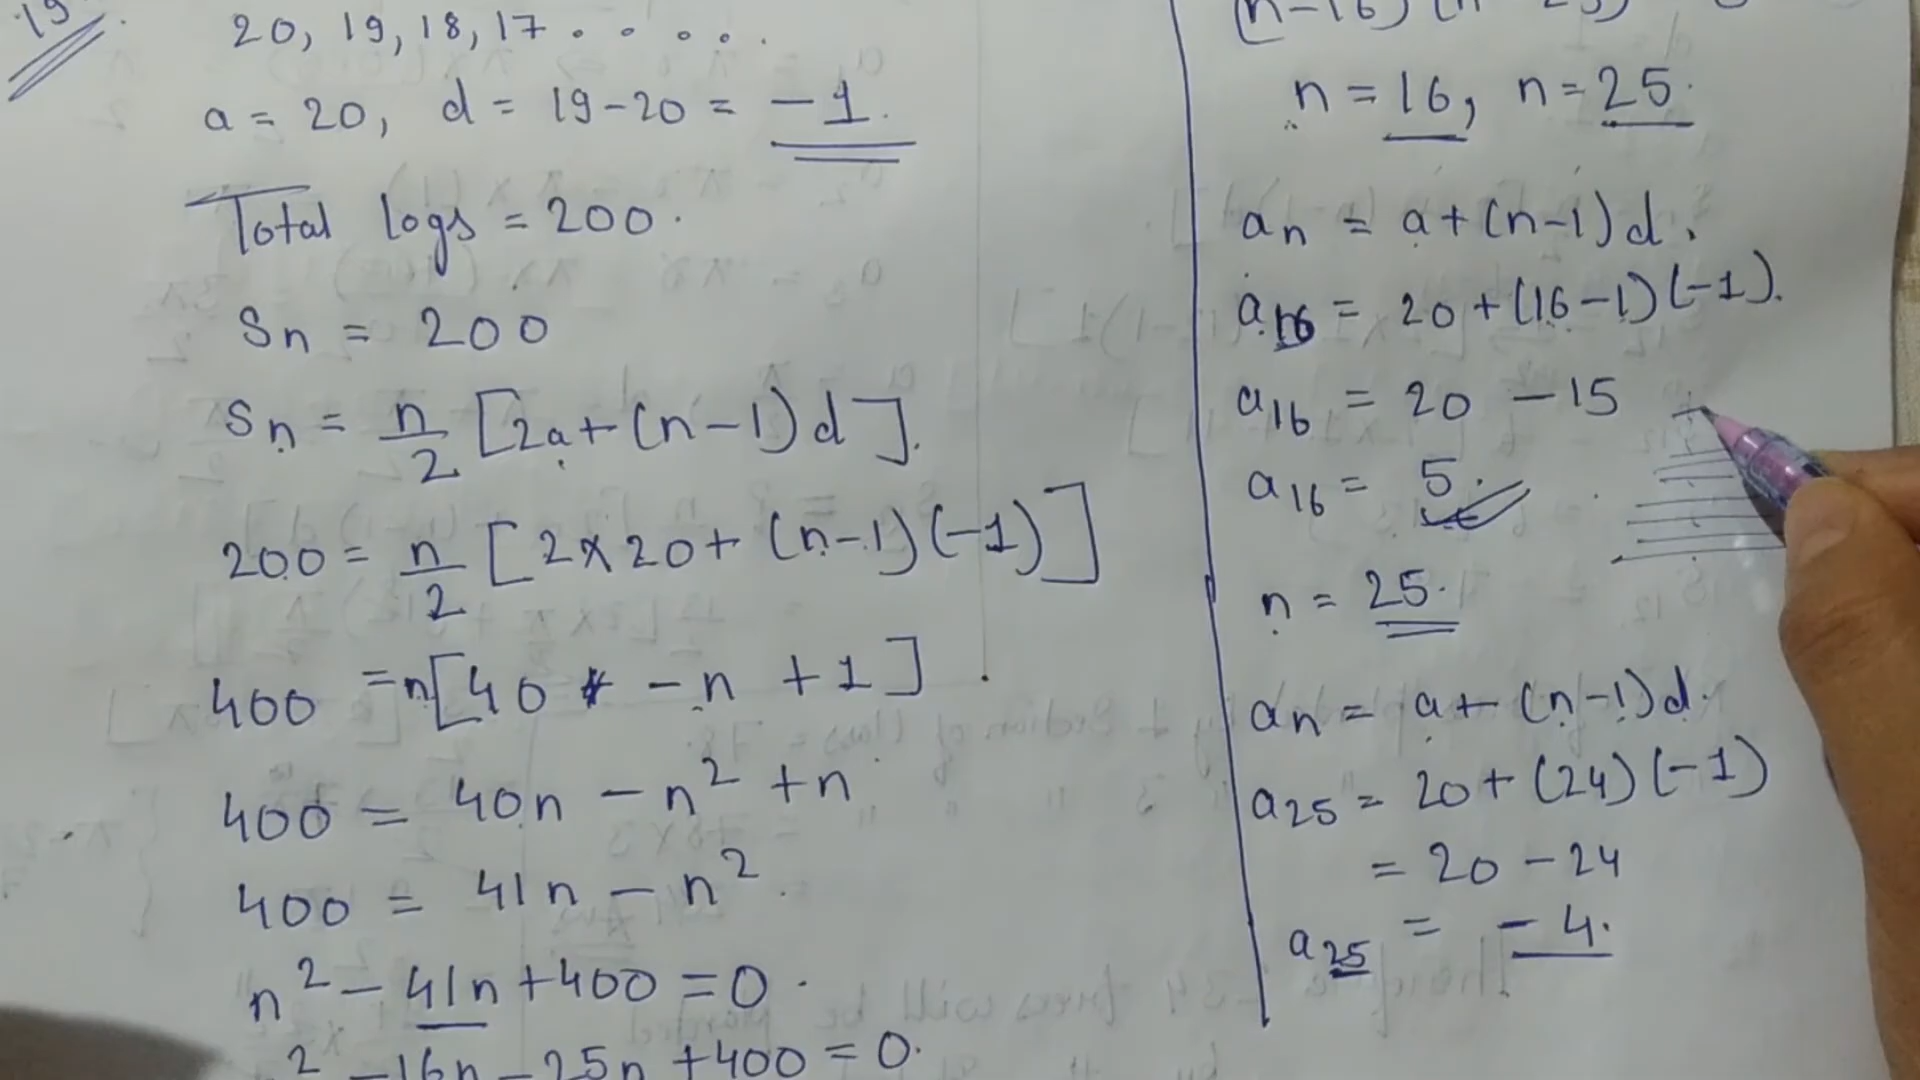 19.
20, 19, 18, 17 . . . . .
a = 20, d = 19-20 = -1.
Total logs = 200.
Sn = 200
Sn = n/2 [2a+(n-1)d].
200 = n/2 [2×20+(n-1)(-1)]
400 = n[40 - n +1]
400 = 40n - n² +n
400 = 41n - n².
n² - 41n +400 = 0.
² -16n -25n +400 = 0.
n = 16, n = 25.
an = a+(n-1)d.
a16 = 20+(16-1)(-1).
a16 = 20 -15
a16 = 5.
n = 25.
an = a+ (n-1)d.
a25 = 20+ (24)(-1)
= 20 - 24
a25 = - 4.